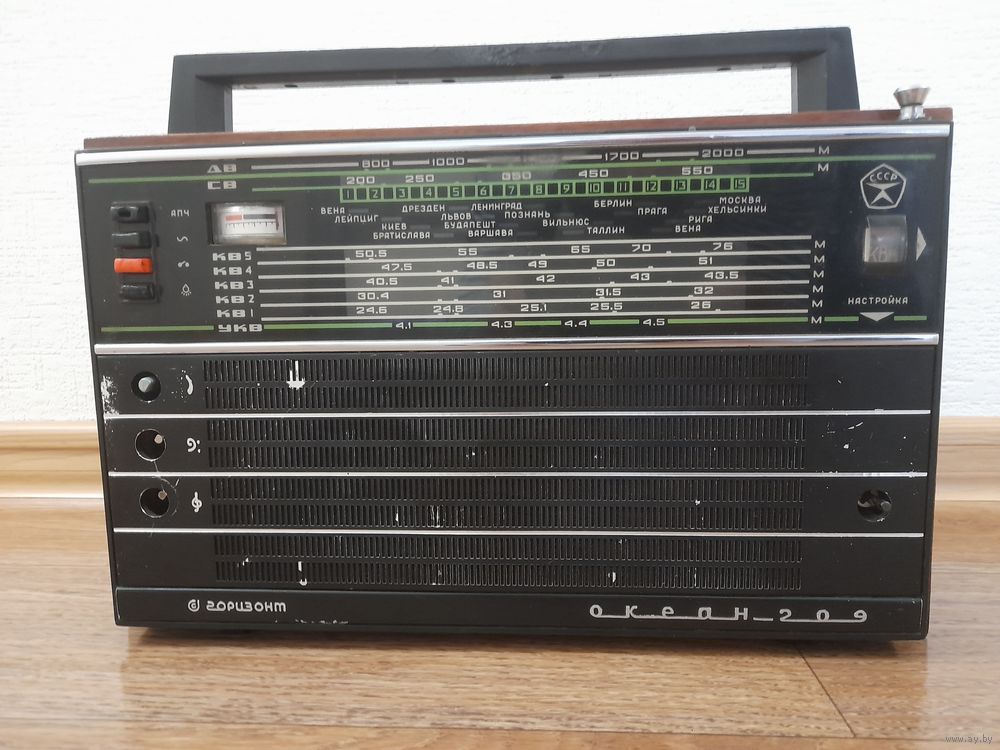 ДВ 800 1000 1700 2000 М
СВ 200 250 350 450 550 М
1 2 3 4 5 6 7 8 9 10 11 12 13 14 15
СССР
АПЧ
ВЕНА ДРЕЗДЕН ЛЕНИНГРАД БЕРЛИН МОСКВА
ЛЕЙПЦИГ ЛЬВОВ ПОЗНАНЬ ПРАГА ХЕЛЬСИНКИ
КИЕВ БУДАПЕШТ ВИЛЬНЮС РИГА
БРАТИСЛАВА ВАРШАВА ТАЛЛИН ВЕНА
КВ5 50.5 55 65 70 75 М
КВ4 47.5 48.5 49 50 51 М
КВ3 40.5 41 42 43 43.5 М
КВ2 30.4 31 31.5 32 М
КВ1 24.6 24.8 25.1 25.5 26 М
УКВ 4.1 4.3 4.4 4.5 М
КВ
НАСТРОЙКА
ГОРИЗОНТ
ОКЕАН-209
www.ay.by